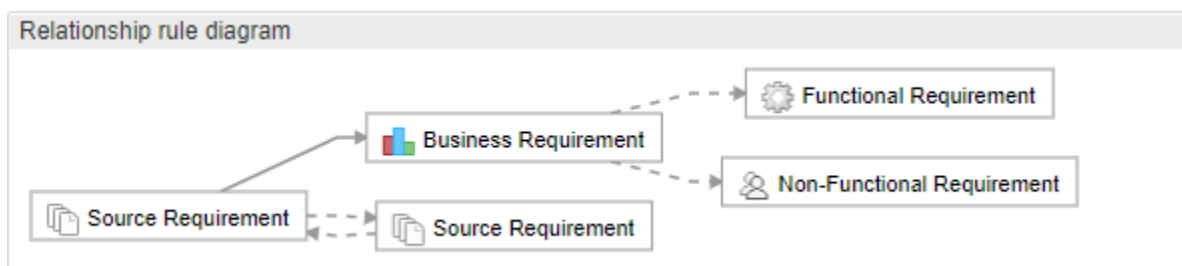 Relationship rule diagram
Functional Requirement
Business Requirement
Non-Functional Requirement
Source Requirement
Source Requirement